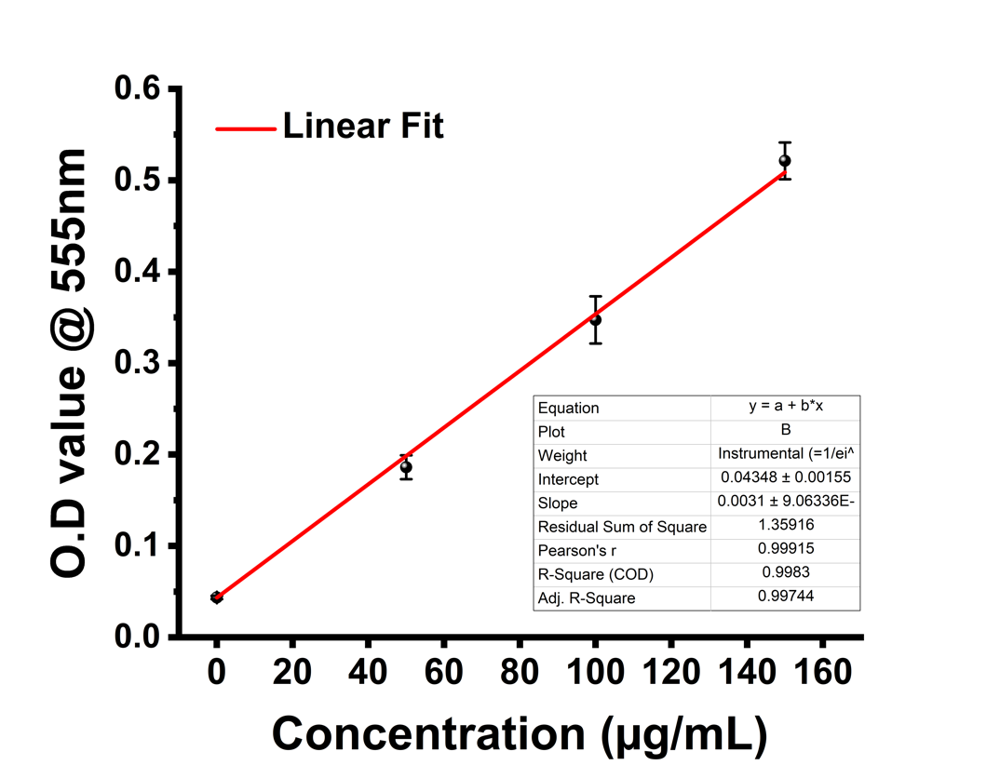 0.6
0.5
0.4
0.3
0.2
0.1
0.0
O.D value @ 555nm
Linear Fit
Equation y = a + b*x
Plot B
Weight Instrumental (=1/ei^
Intercept 0.04348 ± 0.00155
Slope 0.0031 ± 9.06336E-
Residual Sum of Square 1.35916
Pearson's r 0.99915
R-Square (COD) 0.9983
Adj. R-Square 0.99744
0 20 40 60 80 100 120 140 160
Concentration (µg/mL)